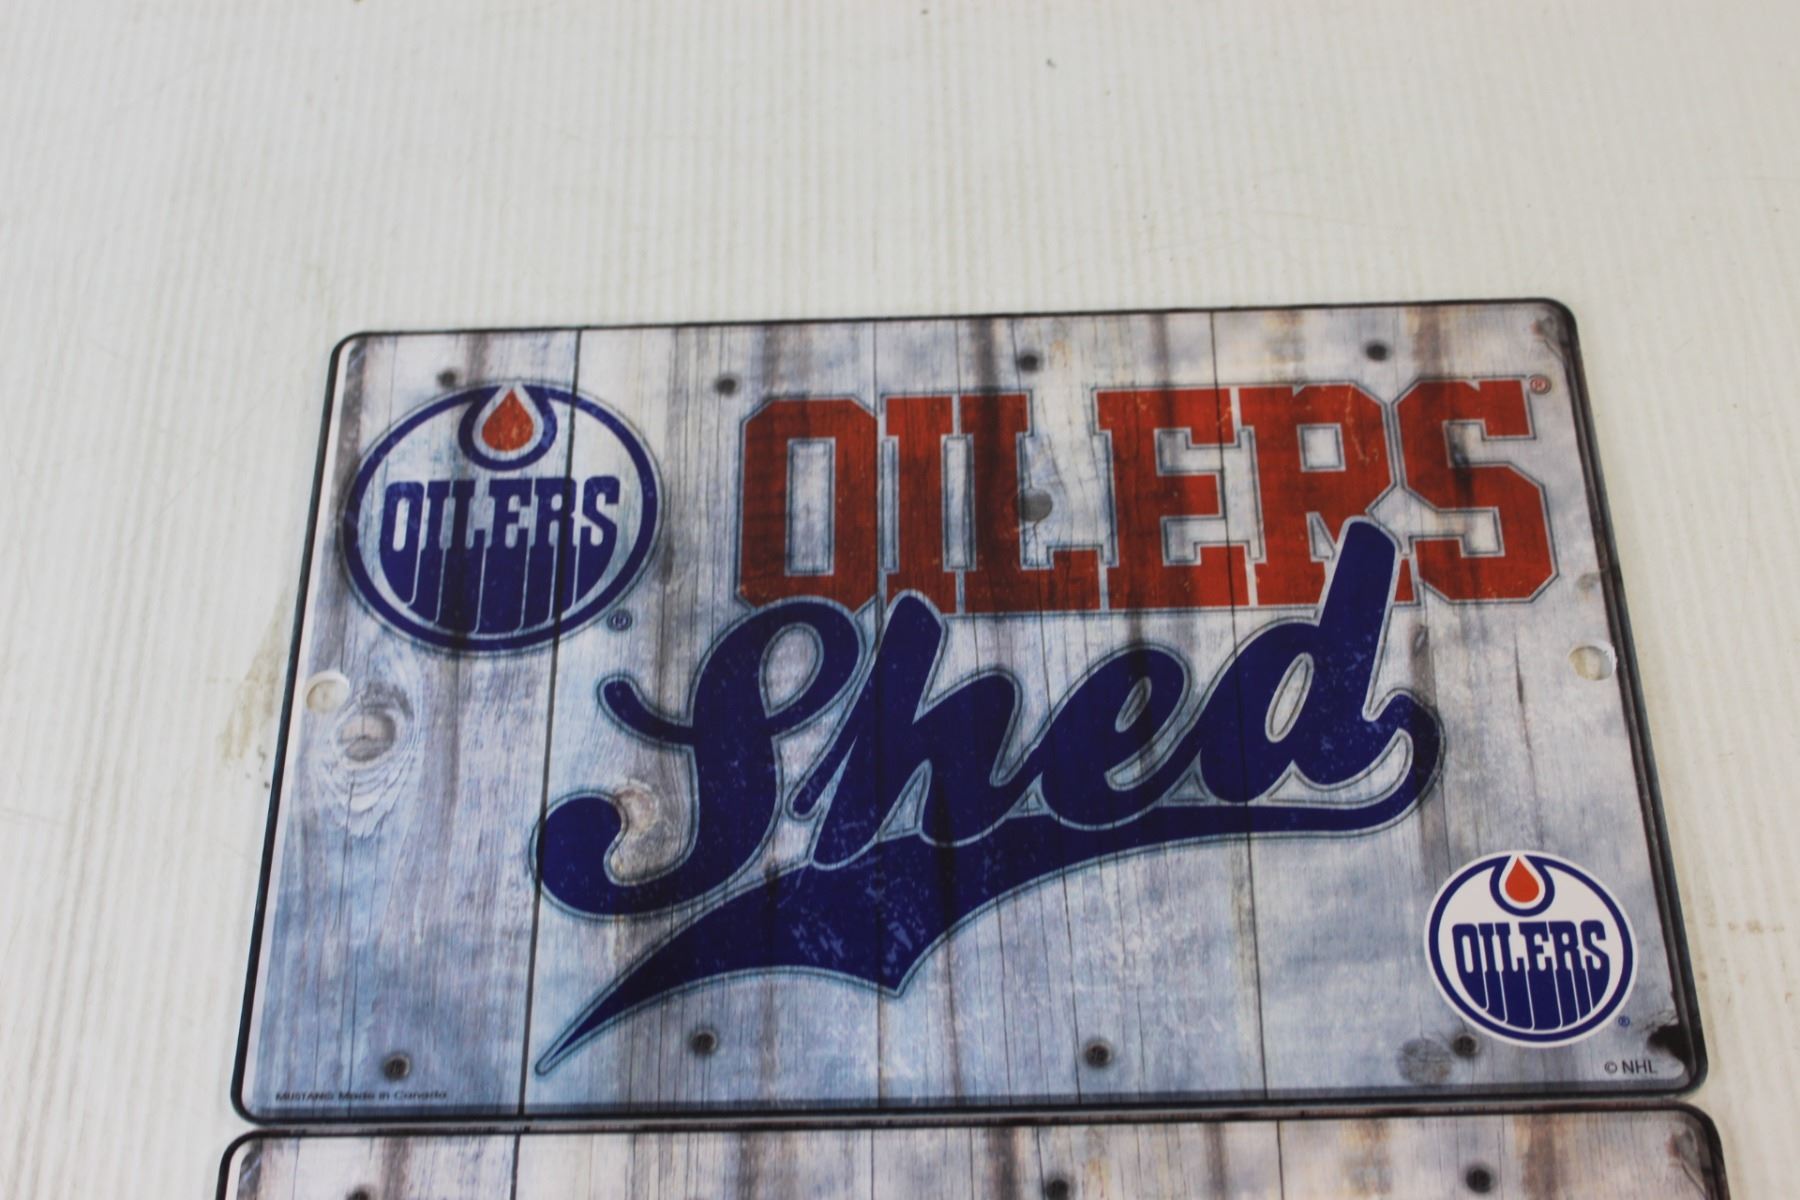 OILERS ®
OILERS ®
Shed
OILERS ®
© NHL
MUSTANG Made in Canada